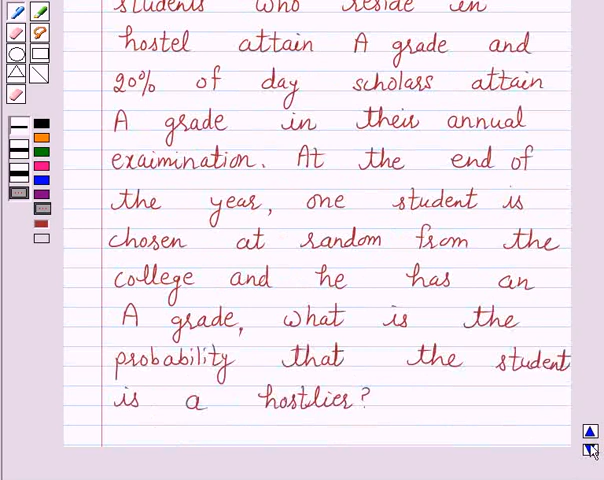 students who reside in
hostel attain A grade and
20% of day scholars attain
A grade in their annual
exaimination. At the end of
the year, one student is
chosen at random from the
college and he has an
A grade, what is the
probability that the student
is a hostlier?